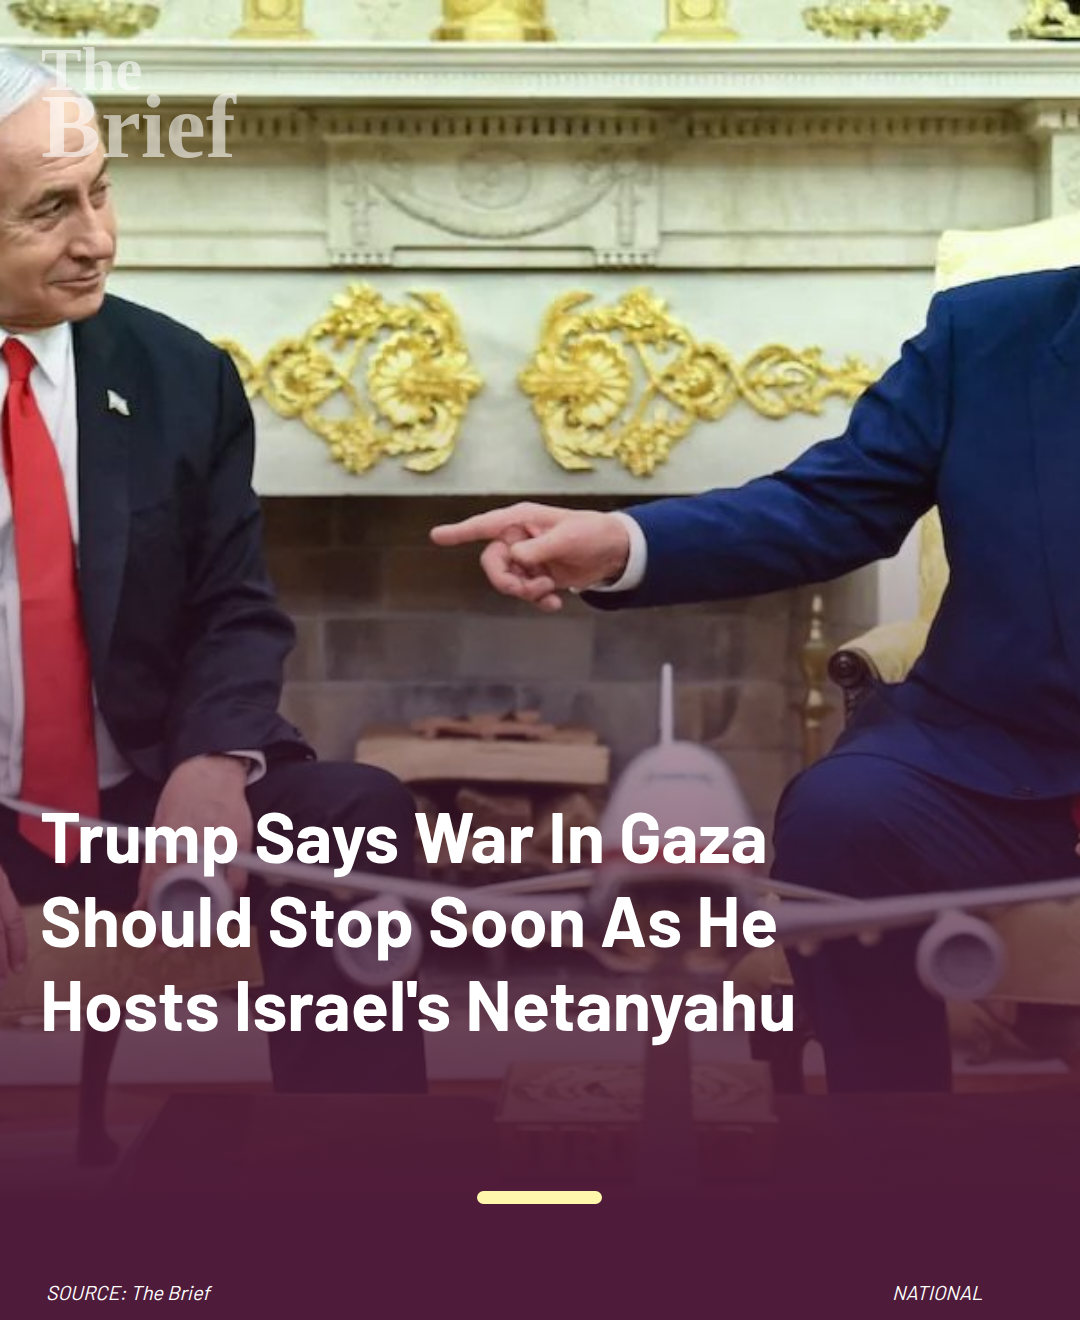 The
Brief
Trump Says War In Gaza
Should Stop Soon As He
Hosts Israel's Netanyahu
SOURCE: The Brief
NATIONAL